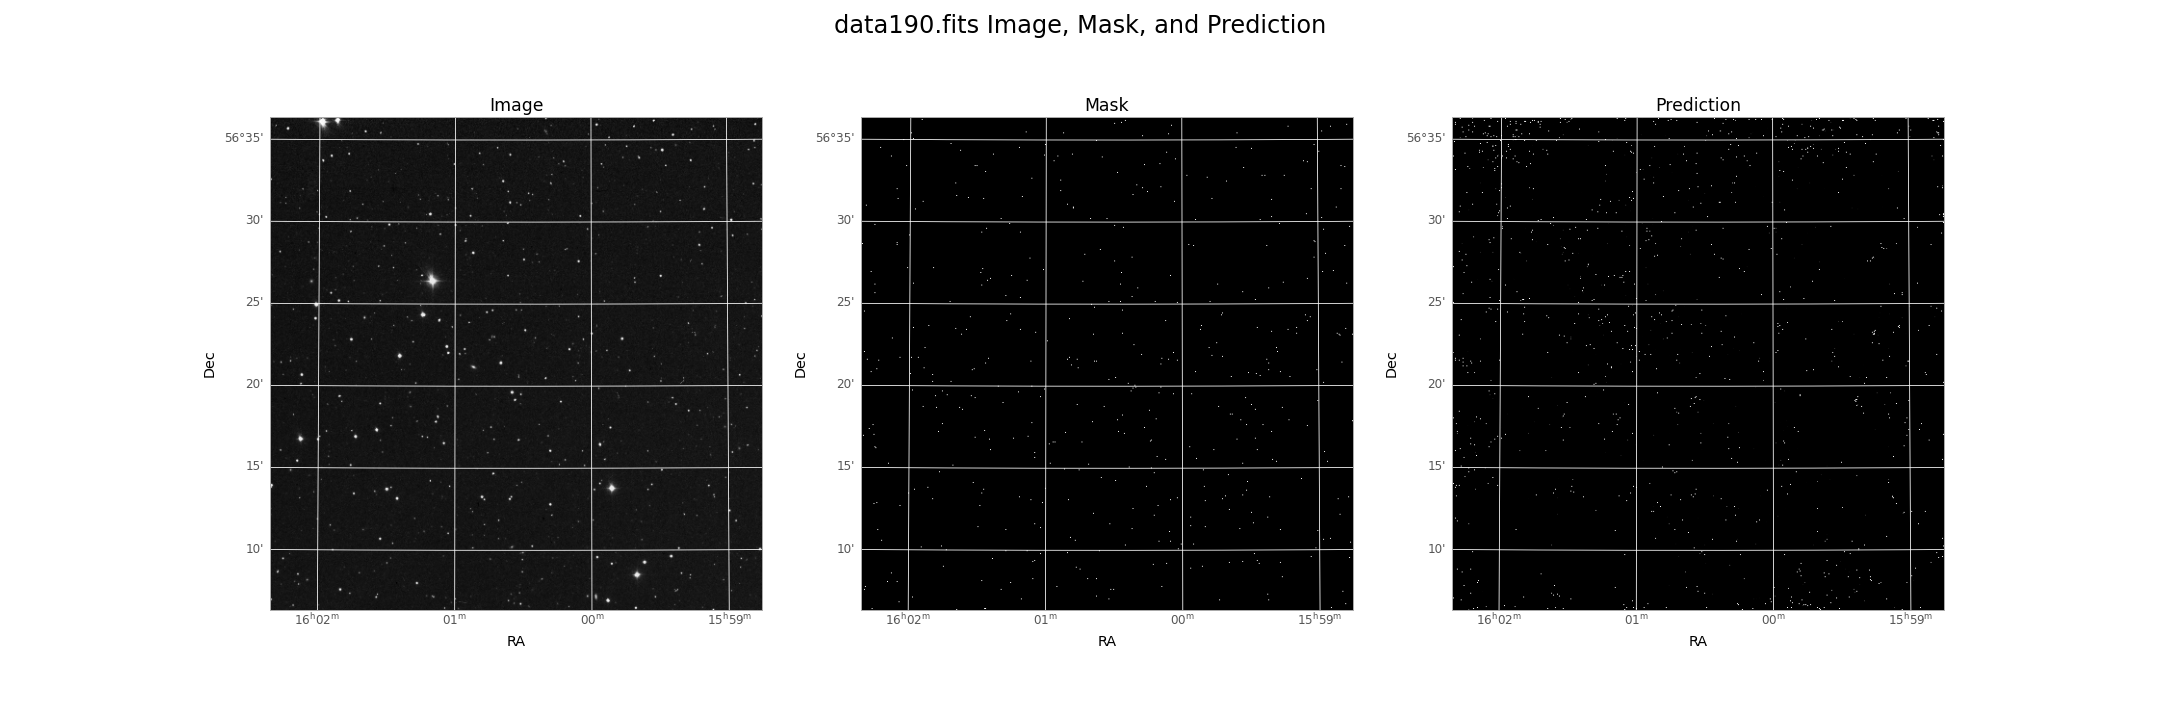 data190.fits Image, Mask, and Prediction
Image
Mask
Prediction
56°35'
30'
25'
20'
15'
10'
Dec
16ʰ02ᵐ 01ᵐ 00ᵐ 15ʰ59ᵐ
RA
56°35'
30'
25'
20'
15'
10'
Dec
16ʰ02ᵐ 01ᵐ 00ᵐ 15ʰ59ᵐ
RA
56°35'
30'
25'
20'
15'
10'
Dec
16ʰ02ᵐ 01ᵐ 00ᵐ 15ʰ59ᵐ
RA